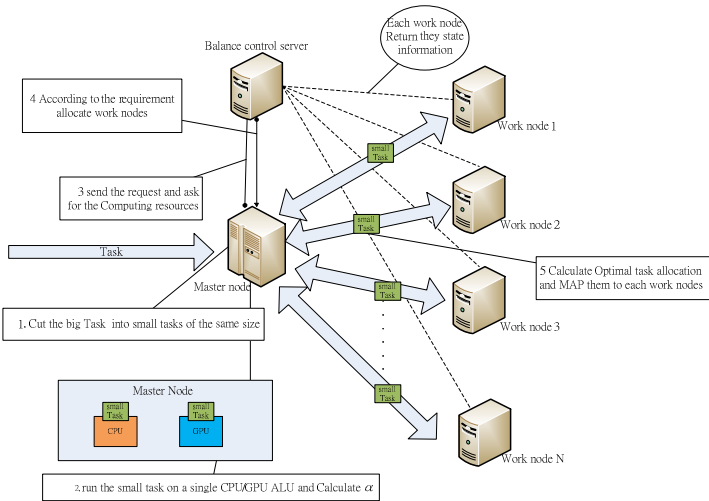 Each work node
Return they state
information
Balance control server
4 According to the requirement
allocate work nodes
Work node 1
small
Task
3 send the request and ask
for the Computing resources
small
Task
Work node 2
Task
Master node
5 Calculate Optimal task allocation
and MAP them to each work nodes
small
Task
1. Cut the big Task into small tasks of the same size
Work node 3
Master Node
small
Task
CPU
small
Task
GPU
small
Task
Work node N
2. run the small task on a single CPU/GPU ALU and Calculate α